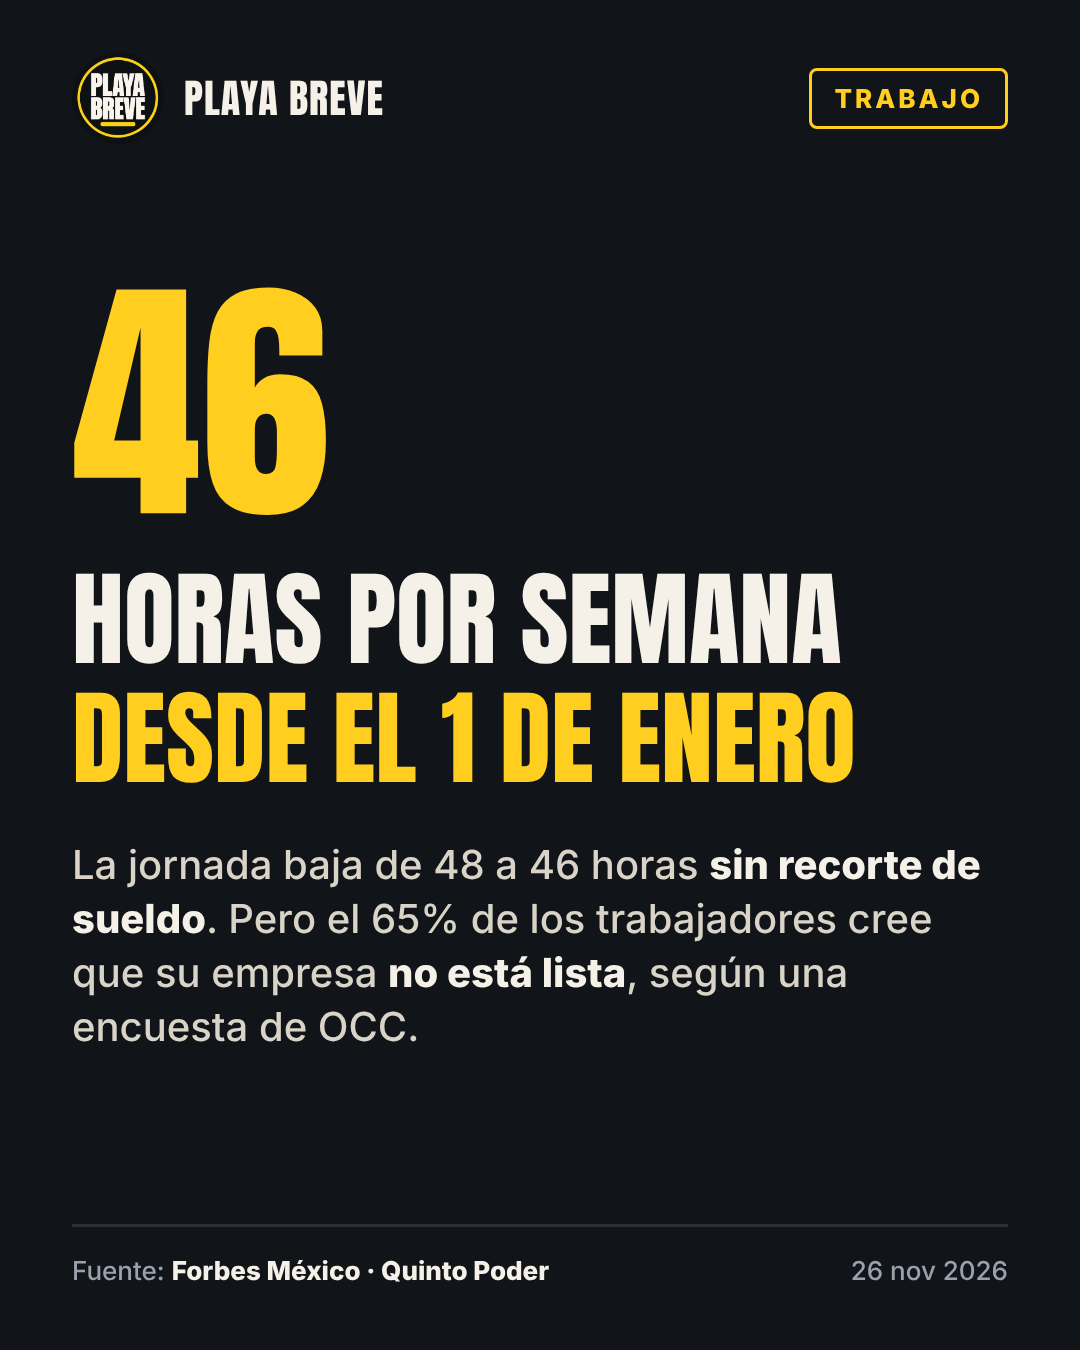 PLAYA
BREVE
PLAYA BREVE
TRABAJO
46
HORAS POR SEMANA
DESDE EL 1 DE ENERO
La jornada baja de 48 a 46 horas sin recorte de
sueldo. Pero el 65% de los trabajadores cree
que su empresa no está lista, según una
encuesta de OCC.
Fuente: Forbes México · Quinto Poder
26 nov 2026